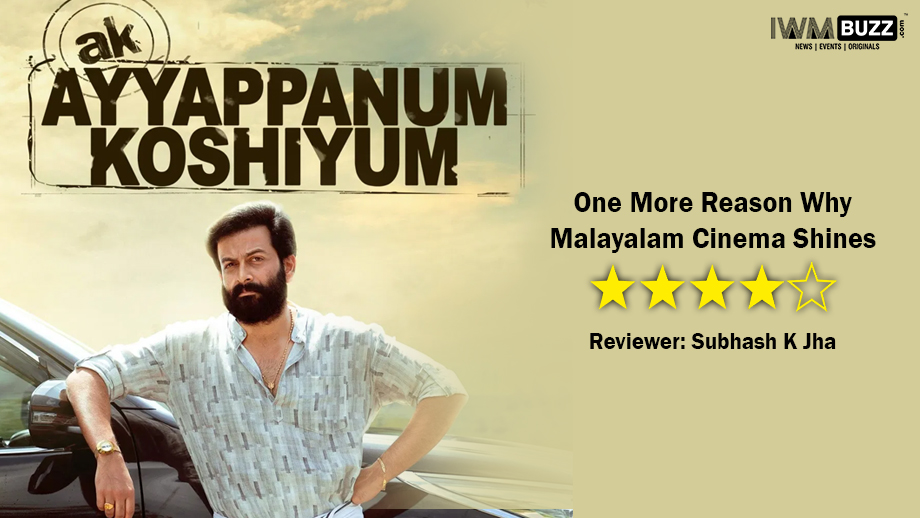 ak
AYYAPPANUM
KOSHIYUM
IWMBUZZ.com
NEWS | EVENTS | ORIGINALS
One More Reason Why
Malayalam Cinema Shines
Reviewer: Subhash K Jha